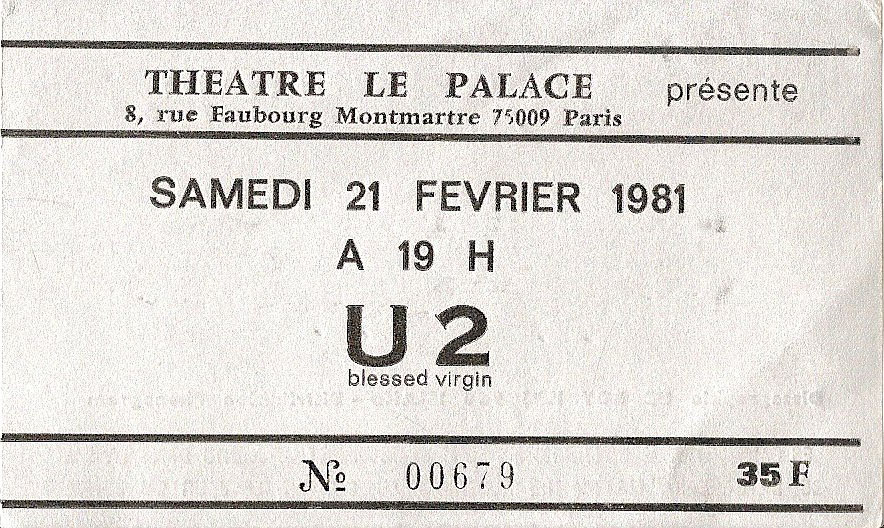 THEATRE LE PALACE présente
8, rue Faubourg Montmartre 75009 Paris
SAMEDI 21 FEVRIER 1981
A 19 H
U2
blessed virgin
№ 00679 35 F